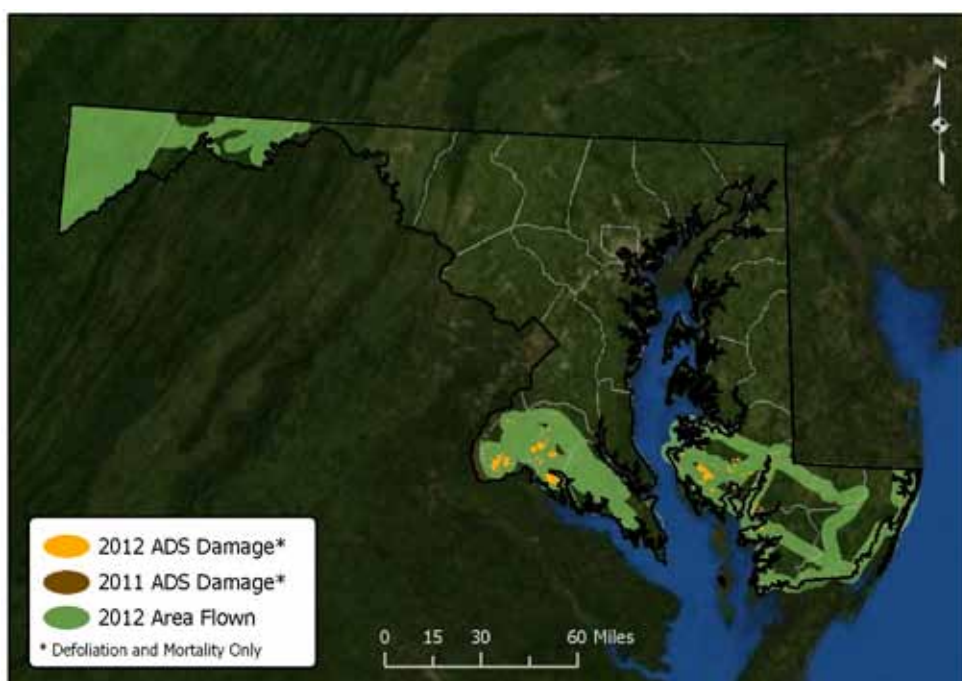 N
2012 ADS Damage*
2011 ADS Damage*
2012 Area Flown
* Defoliation and Mortality Only
0 15 30 60 Miles